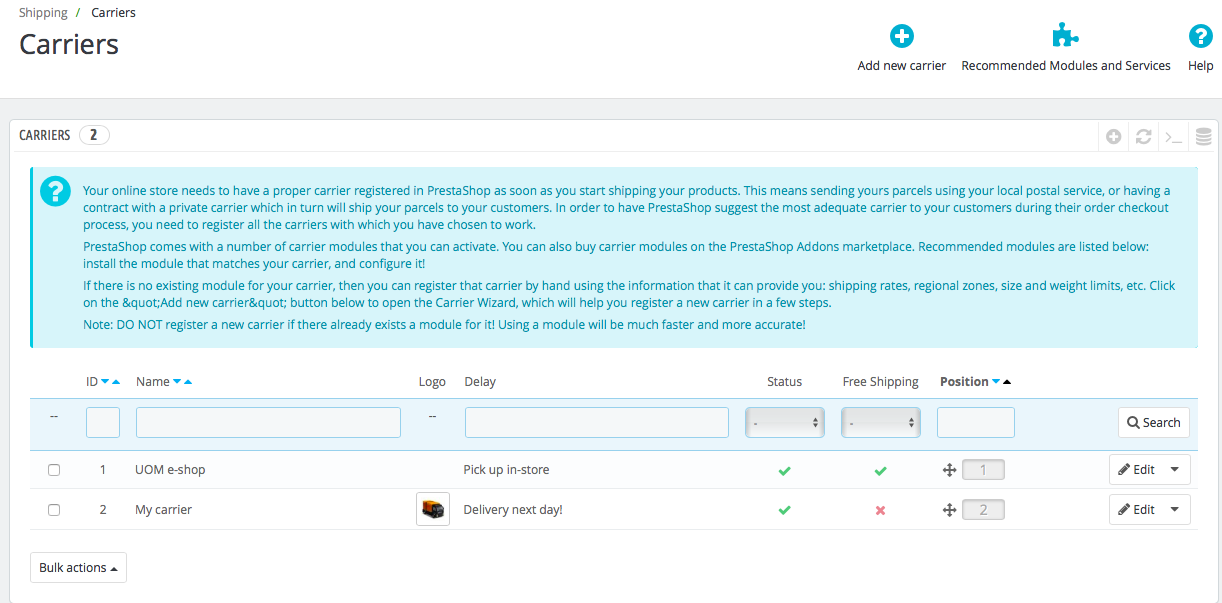 Shipping / Carriers
Carriers
Add new carrier
Recommended Modules and Services
Help
CARRIERS 2
Your online store needs to have a proper carrier registered in PrestaShop as soon as you start shipping your products. This means sending yours parcels using your local postal service, or having a
contract with a private carrier which in turn will ship your parcels to your customers. In order to have PrestaShop suggest the most adequate carrier to your customers during their order checkout
process, you need to register all the carriers with which you have chosen to work.
PrestaShop comes with a number of carrier modules that you can activate. You can also buy carrier modules on the PrestaShop Addons marketplace. Recommended modules are listed below:
install the module that matches your carrier, and configure it!
If there is no existing module for your carrier, then you can register that carrier by hand using the information that it can provide you: shipping rates, regional zones, size and weight limits, etc. Click
on the &quot;Add new carrier&quot; button below to open the Carrier Wizard, which will help you register a new carrier in a few steps.
Note: DO NOT register a new carrier if there already exists a module for it! Using a module will be much faster and more accurate!
ID Name Logo Delay Status Free Shipping Position
-- -- - - Search
1 UOM e-shop Pick up in-store 1 Edit
2 My carrier Delivery next day! 2 Edit
Bulk actions